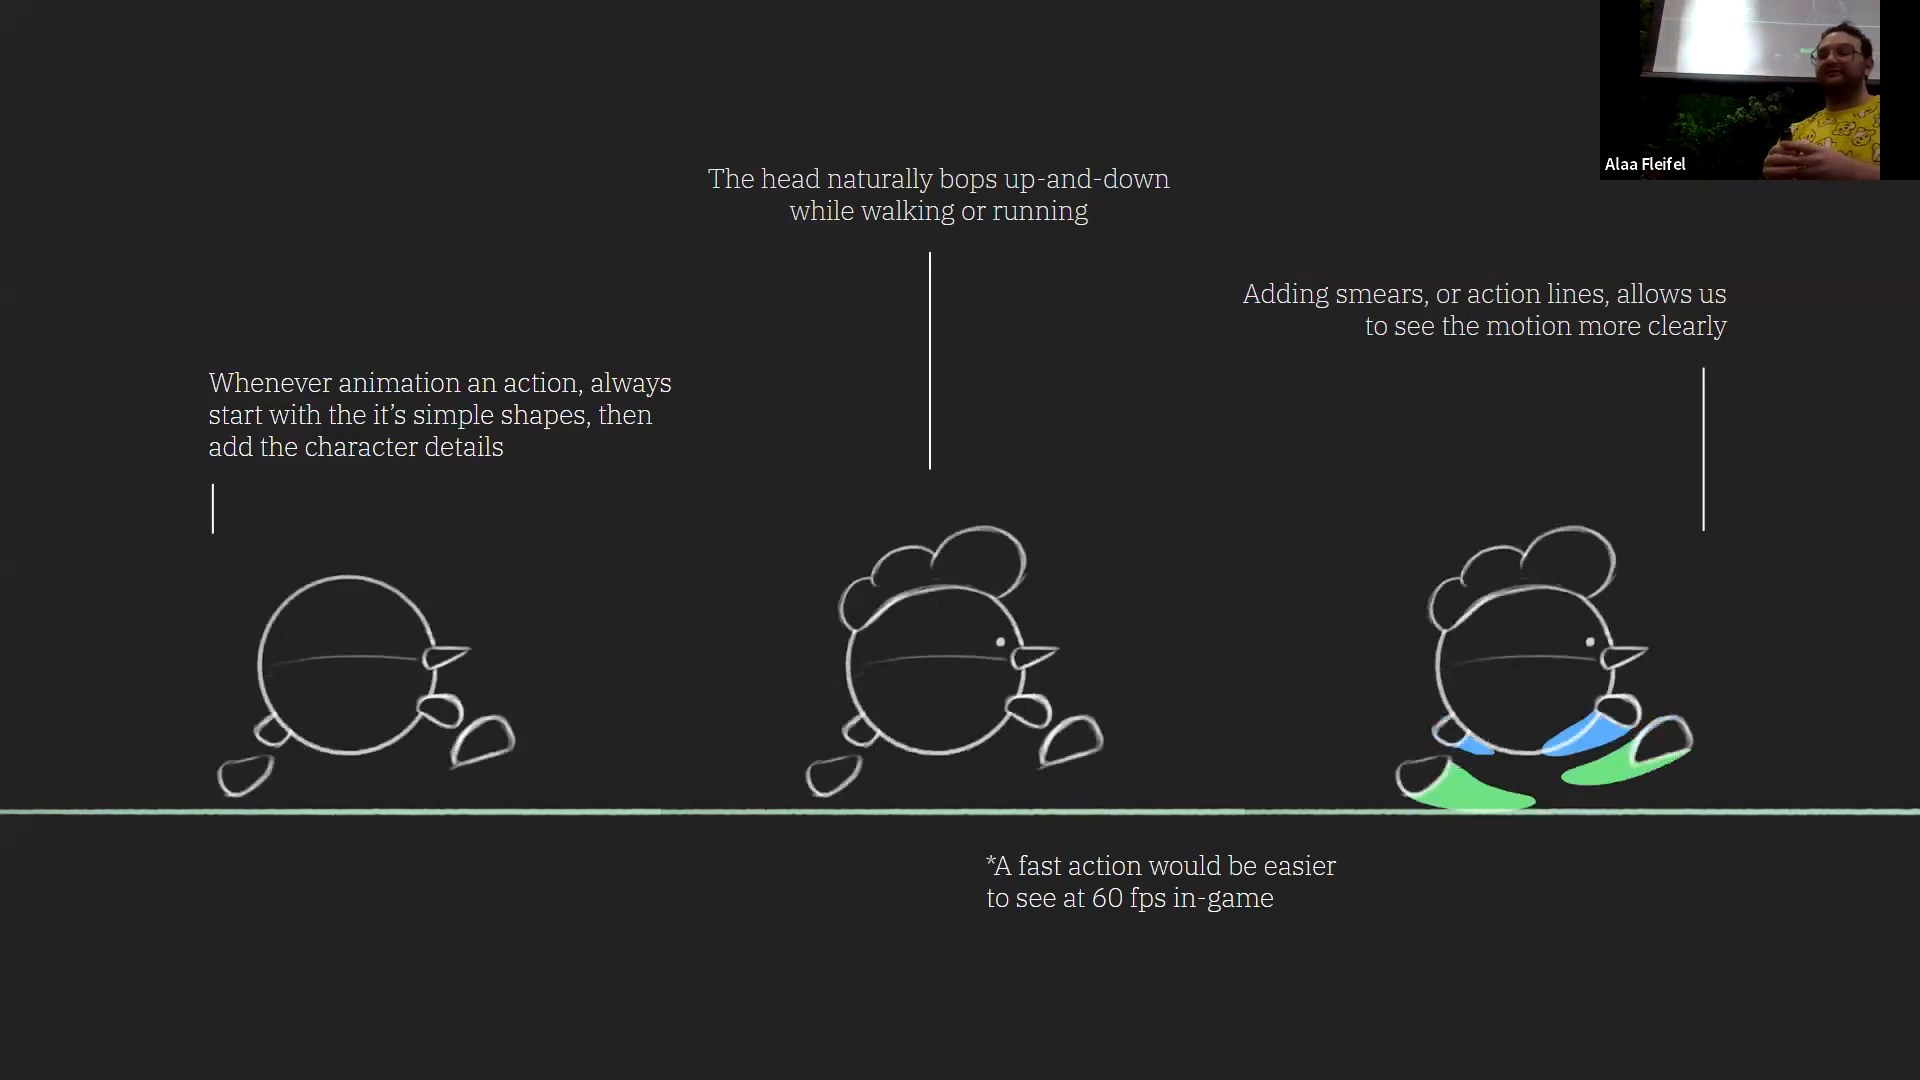 Alaa Fleifel
The head naturally bops up-and-down
while walking or running
Adding smears, or action lines, allows us
to see the motion more clearly
Whenever animation an action, always
start with the it’s simple shapes, then
add the character details
*A fast action would be easier
to see at 60 fps in-game